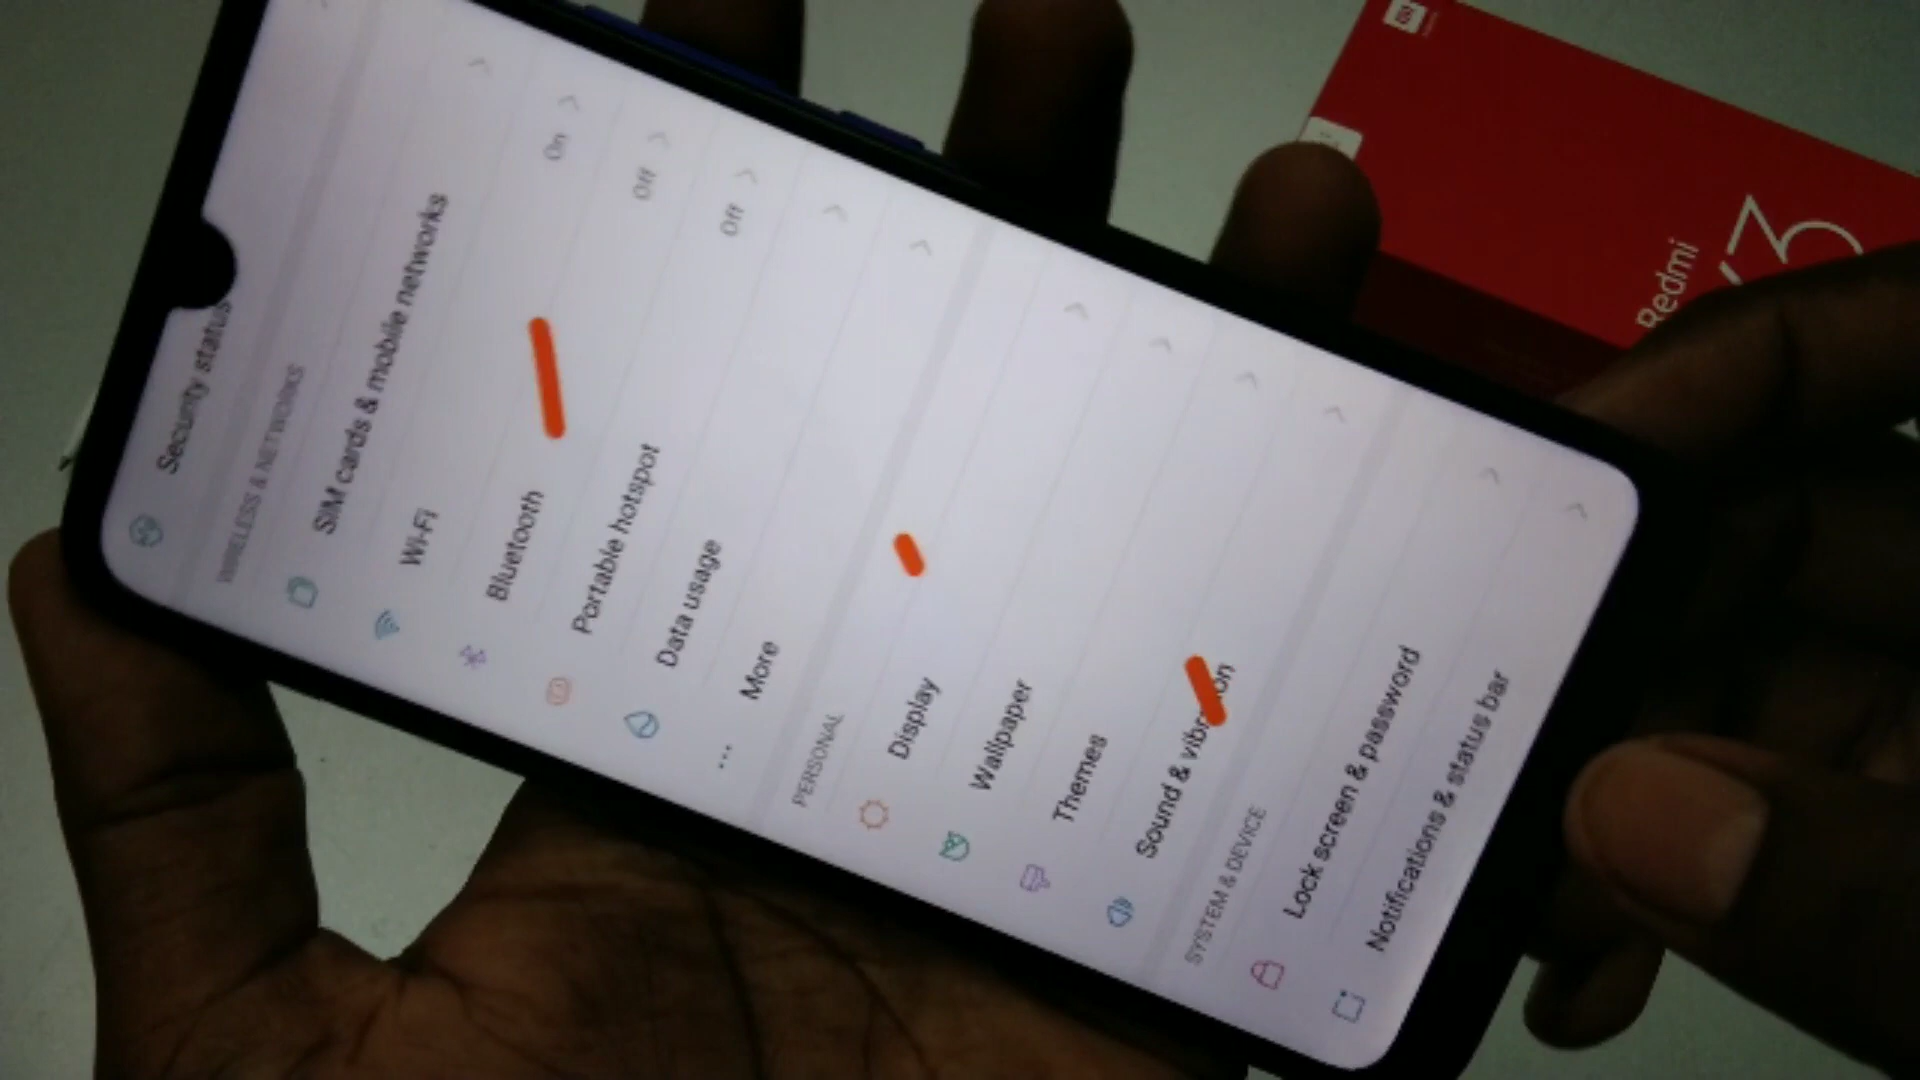 Security status
WIRELESS & NETWORKS
SIM cards & mobile networks
Wi-Fi On
Bluetooth Off
Portable hotspot Off
Data usage
More
PERSONAL
Display
Wallpaper
Themes
Sound &
SYSTEM & DEVICE
Lock screen & password
Notifications & status bar
Redmi
3